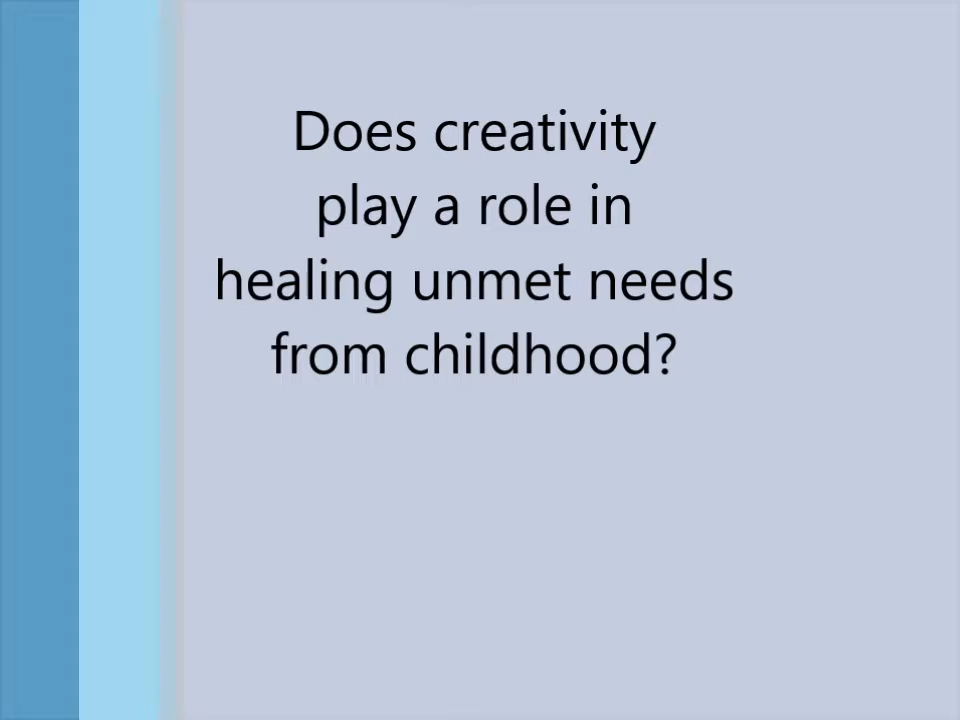 Does creativity
play a role in
healing unmet needs
from childhood?